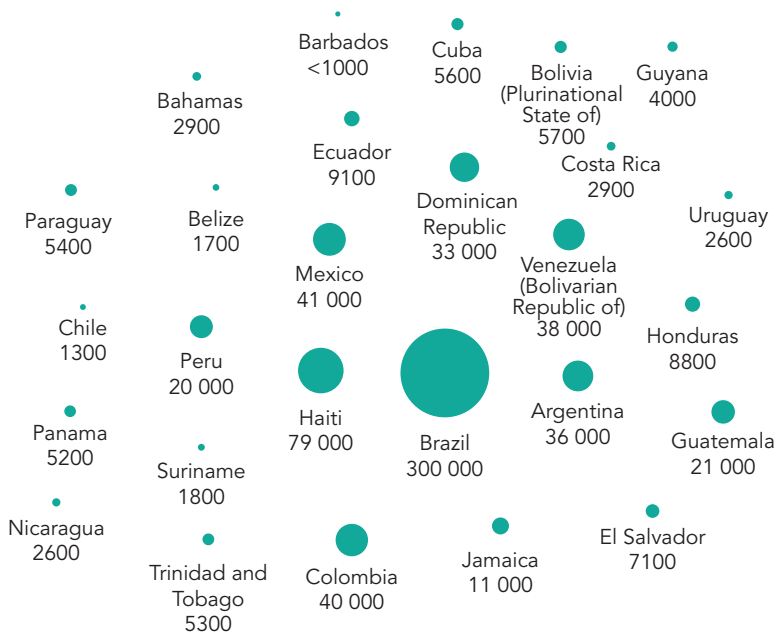 Barbados
<1000
Cuba
5600
Bolivia
(Plurinational
State of)
5700
Guyana
4000
Bahamas
2900
Ecuador
9100
Costa Rica
2900
Dominican
Republic
33 000
Paraguay
5400
Belize
1700
Uruguay
2600
Mexico
41 000
Venezuela
(Bolivarian
Republic of)
38 000
Chile
1300
Peru
20 000
Honduras
8800
Haiti
79 000
Brazil
300 000
Argentina
36 000
Panama
5200
Guatemala
21 000
Suriname
1800
Nicaragua
2600
Trinidad and
Tobago
5300
Colombia
40 000
Jamaica
11 000
El Salvador
7100